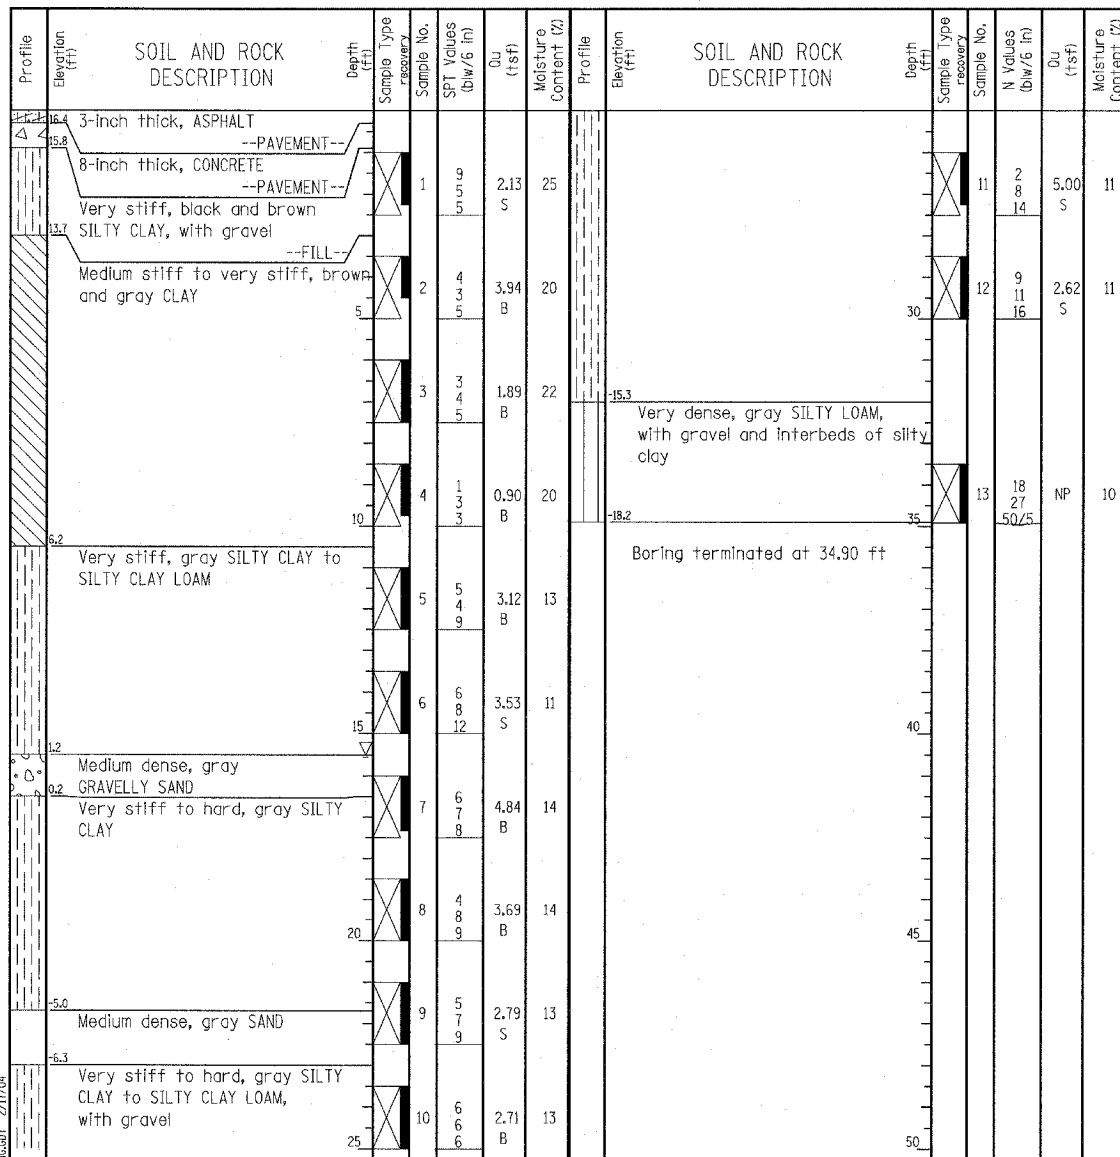 Profile
Elevation (ft)
SOIL AND ROCK
DESCRIPTION
Depth (ft)
Sample Type
recovery
Sample No.
SPT Values (blw/6 in)
Qu (tsf)
Moisture Content (%)
Profile
Elevation (ft)
SOIL AND ROCK
DESCRIPTION
Depth (ft)
Sample Type
recovery
Sample No.
N Values (blw/6 in)
Qu (tsf)
Moisture Content (%)
16.4 3-inch thick, ASPHALT
--PAVEMENT--
15.8
8-inch thick, CONCRETE
--PAVEMENT--
1 9 5 5 2.13 S 25
Very stiff, black and brown
SILTY CLAY, with gravel
13.7
--FILL--
Medium stiff to very stiff, brown
and gray CLAY
2 4 3 5 3.94 B 20
5
3 3 4 5 1.89 B 22
4 1 3 3 0.90 B 20
10
6.2
Very stiff, gray SILTY CLAY to
SILTY CLAY LOAM
5 5 4 9 3.12 B 13
6 6 8 12 3.53 S 11
15
1.2
Medium dense, gray
GRAVELLY SAND
0.2
Very stiff to hard, gray SILTY
CLAY
7 6 7 8 4.84 B 14
8 4 8 9 3.69 B 14
20
-5.0
Medium dense, gray SAND
9 5 7 9 2.79 S 13
-6.3
Very stiff to hard, gray SILTY
CLAY to SILTY CLAY LOAM,
with gravel
10 6 6 6 2.71 B 13
25
11 2 8 14 5.00 S 11
12 9 11 16 2.62 S 11
30
-15.3
Very dense, gray SILTY LOAM,
with gravel and interbeds of silty
clay
13 18 27 50/5 NP 10
-18.2
35
Boring terminated at 34.90 ft
40
45
50